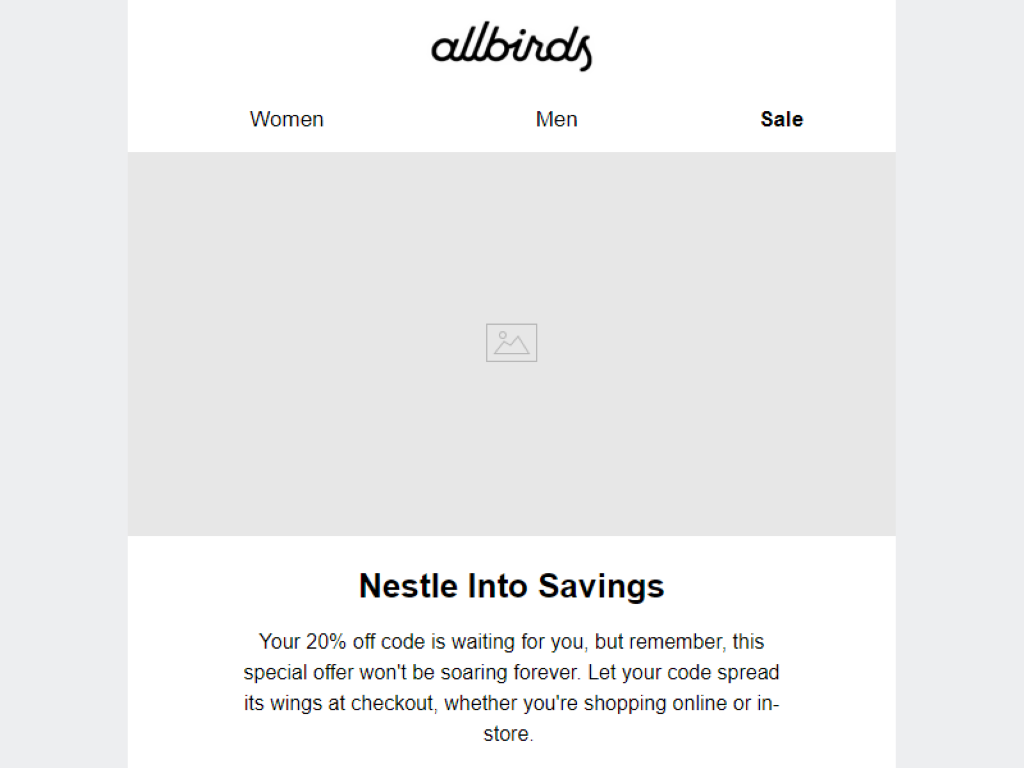 allbirds
Women Men Sale
Nestle Into Savings
Your 20% off code is waiting for you, but remember, this
special offer won't be soaring forever. Let your code spread
its wings at checkout, whether you're shopping online or in-
store.